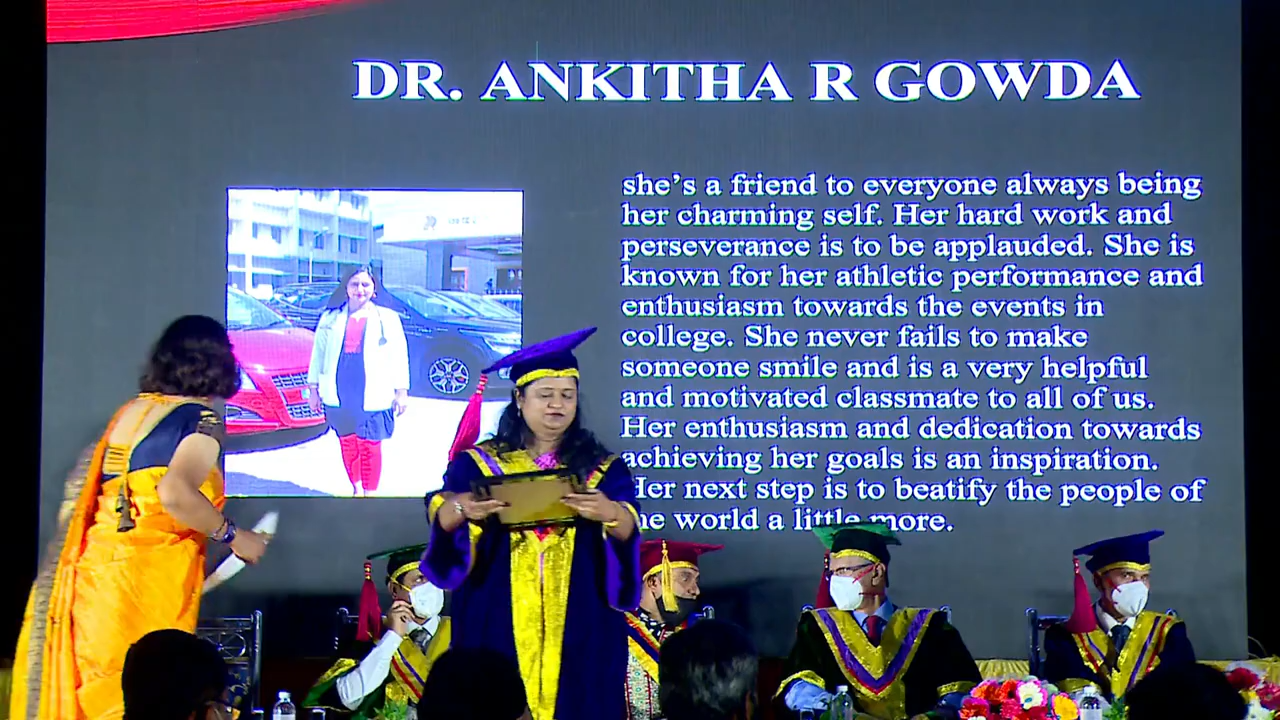 DR. ANKITHA R GOWDA
she's a friend to everyone always being
her charming self. Her hard work and
perseverance is to be applauded. She is
known for her athletic performance and
enthusiasm towards the events in
college. She never fails to make
someone smile and is a very helpful
and motivated classmate to all of us.
Her enthusiasm and dedication towards
achieving her goals is an inspiration.
Her next step is to beatify the people of
he world a little more.